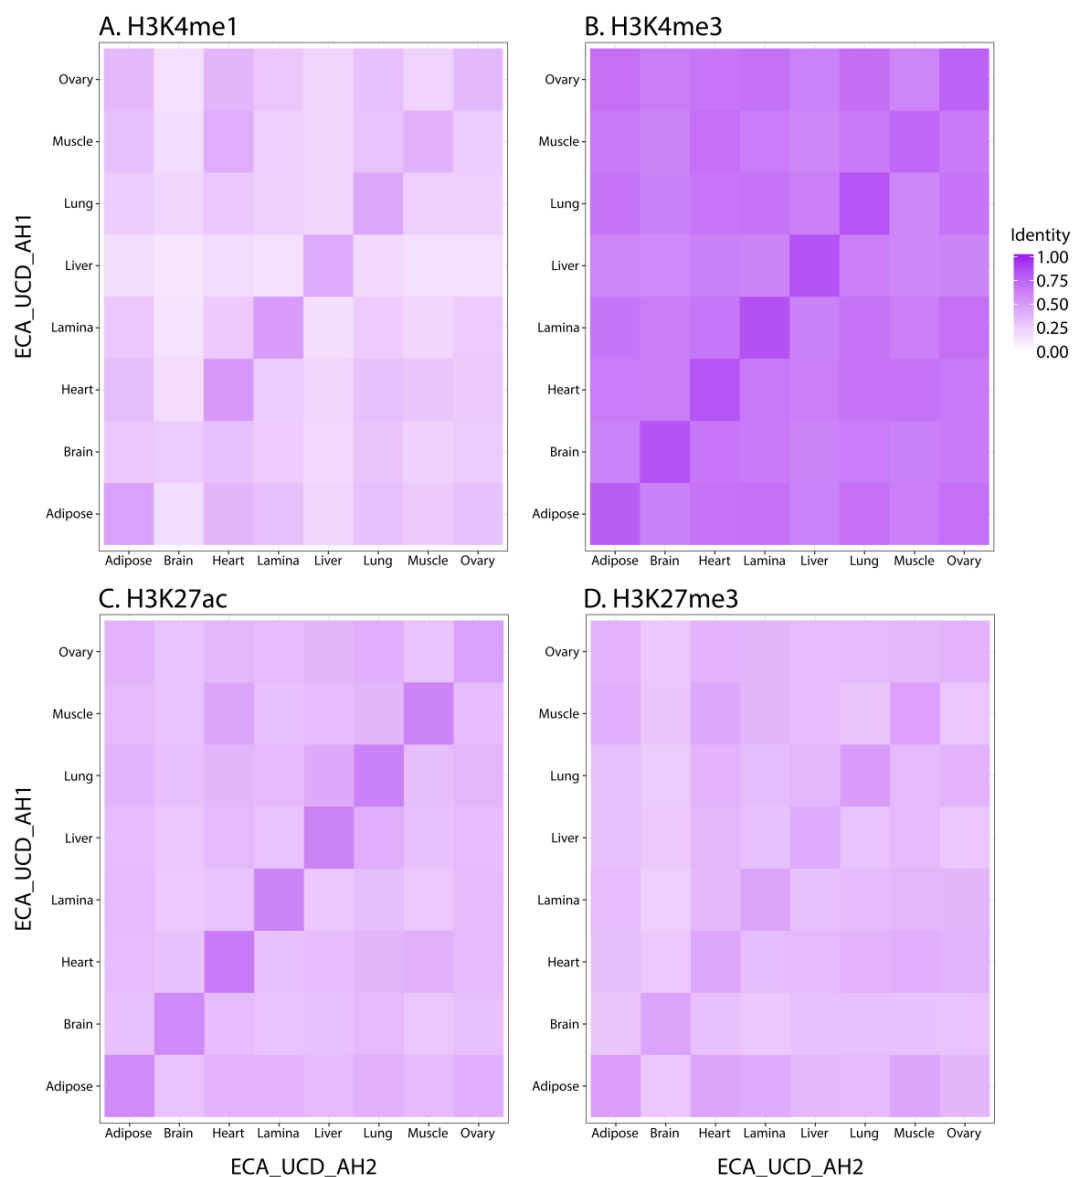 A. H3K4me1
B. H3K4me3
Ovary
Muscle
Lung
Liver
Lamina
Heart
Brain
Adipose
ECA_UCD_AH1
Adipose Brain Heart Lamina Liver Lung Muscle Ovary
Ovary
Muscle
Lung
Liver
Lamina
Heart
Brain
Adipose
Adipose Brain Heart Lamina Liver Lung Muscle Ovary
Identity
1.00
0.75
0.50
0.25
0.00
C. H3K27ac
D. H3K27me3
Ovary
Muscle
Lung
Liver
Lamina
Heart
Brain
Adipose
ECA_UCD_AH1
Adipose Brain Heart Lamina Liver Lung Muscle Ovary
ECA_UCD_AH2
Ovary
Muscle
Lung
Liver
Lamina
Heart
Brain
Adipose
Adipose Brain Heart Lamina Liver Lung Muscle Ovary
ECA_UCD_AH2